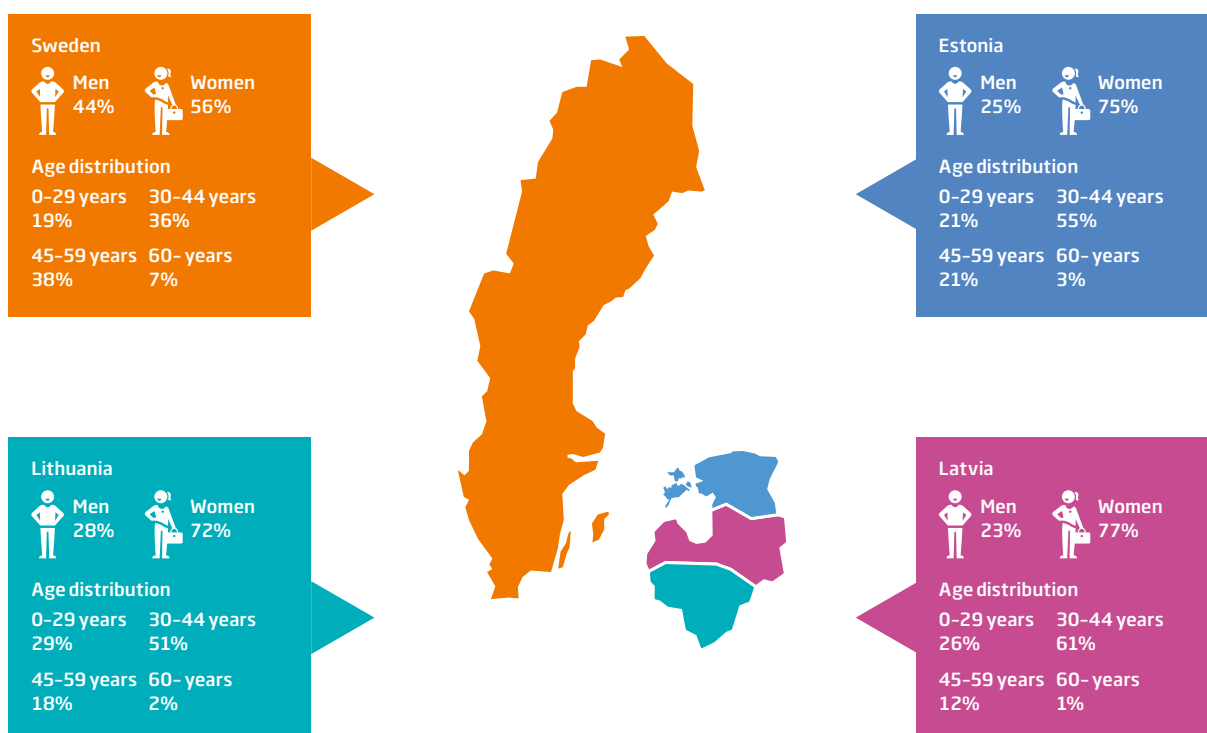 Sweden
Men Women
44% 56%
Age distribution
0–29 years 30–44 years
19% 36%
45–59 years 60– years
38% 7%
Estonia
Men Women
25% 75%
Age distribution
0–29 years 30–44 years
21% 55%
45–59 years 60– years
21% 3%
Lithuania
Men Women
28% 72%
Age distribution
0–29 years 30–44 years
29% 51%
45–59 years 60– years
18% 2%
Latvia
Men Women
23% 77%
Age distribution
0–29 years 30–44 years
26% 61%
45–59 years 60– years
12% 1%